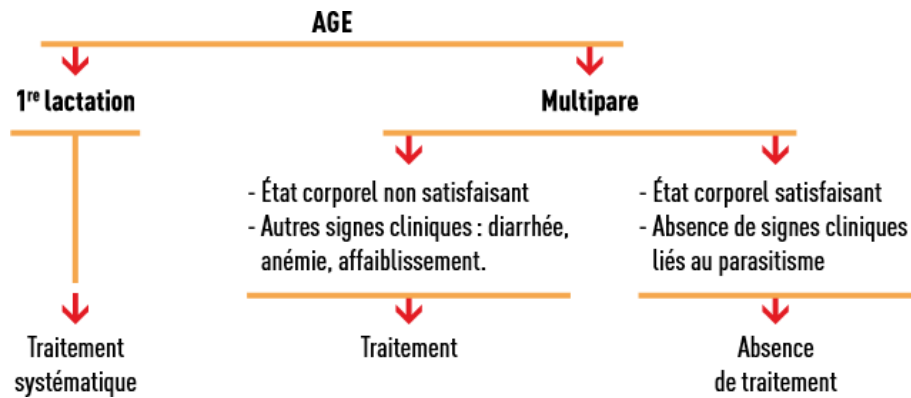 AGE
1re lactation
Multipare
- État corporel non satisfaisant
- Autres signes cliniques : diarrhée,
anémie, affaiblissement.
- État corporel satisfaisant
- Absence de signes cliniques
liés au parasitisme
Traitement
systématique
Traitement
Absence
de traitement